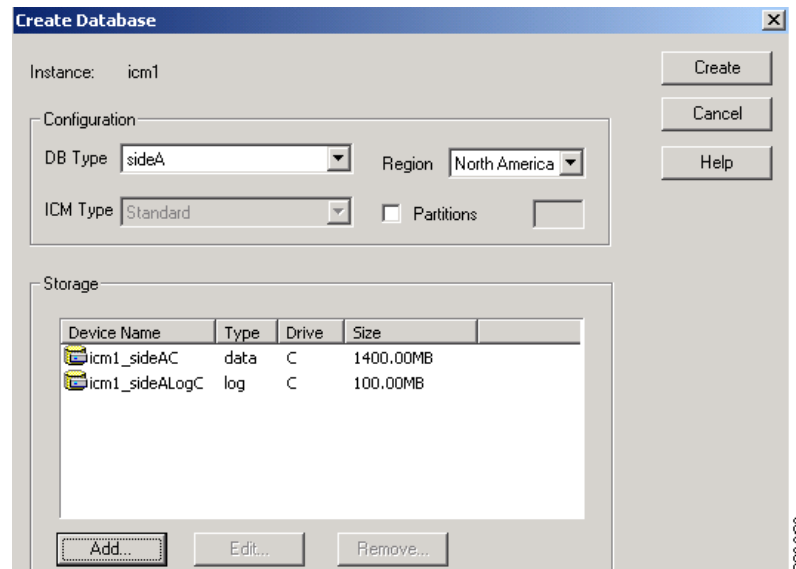 Create Database
Instance: icm1
Create
Configuration
Cancel
DB Type sideA Region North America
Help
ICM Type Standard Partitions
Storage
Device Name Type Drive Size
icm1_sideAC data C 1400.00MB
icm1_sideALogC log C 100.00MB
Add... Edit... Remove...